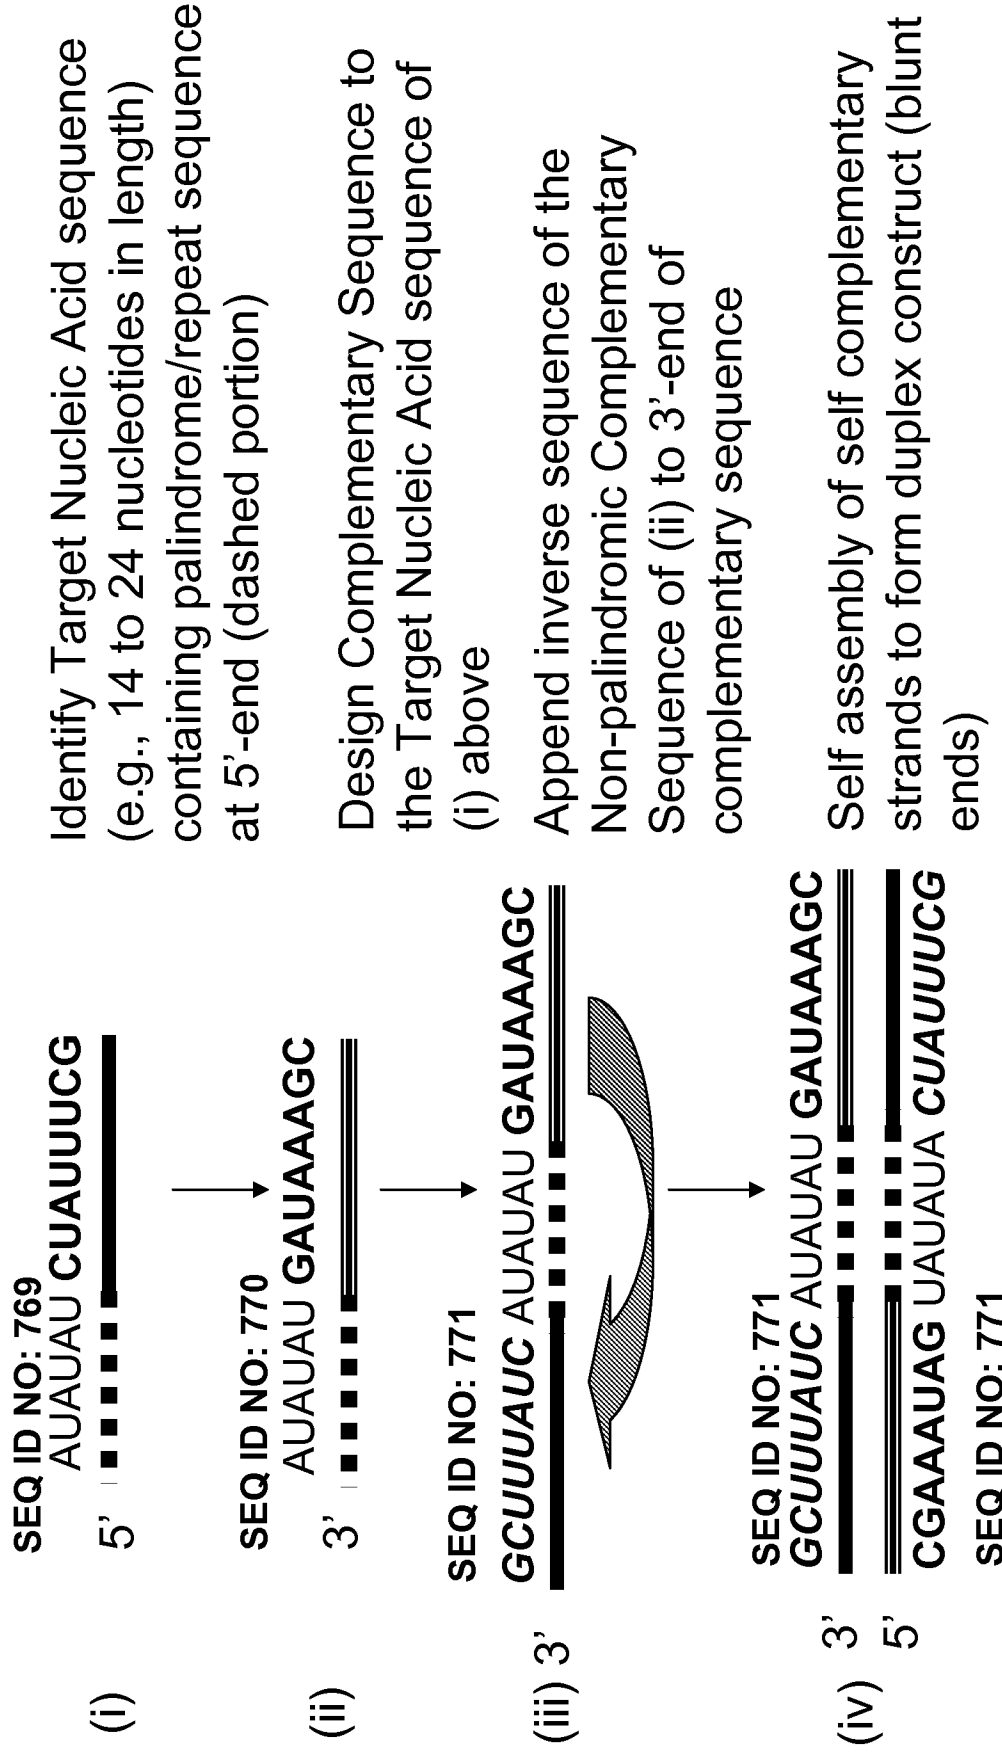 (i)
SEQ ID NO: 769
AUAUAU CUAUUUCG
5’
Identify Target Nucleic Acid sequence
(e.g., 14 to 24 nucleotides in length)
containing palindrome/repeat sequence
at 5’-end (dashed portion)
(ii)
SEQ ID NO: 770
AUAUAU GAUAAAGC
3’
Design Complementary Sequence to
the Target Nucleic Acid sequence of
(i) above
(iii) 3’
SEQ ID NO: 771
GCUUUAUC AUAUAU GAUAAAGC
Append inverse sequence of the
Non-palindromic Complementary
Sequence of (ii) to 3’-end of
complementary sequence
(iv)
SEQ ID NO: 771
GCUUUAUC AUAUAU GAUAAAGC
3’
5’
CGAAAUAG UAUAUA CUAUUUCG
SEQ ID NO: 771
Self assembly of self complementary
strands to form duplex construct (blunt
ends)